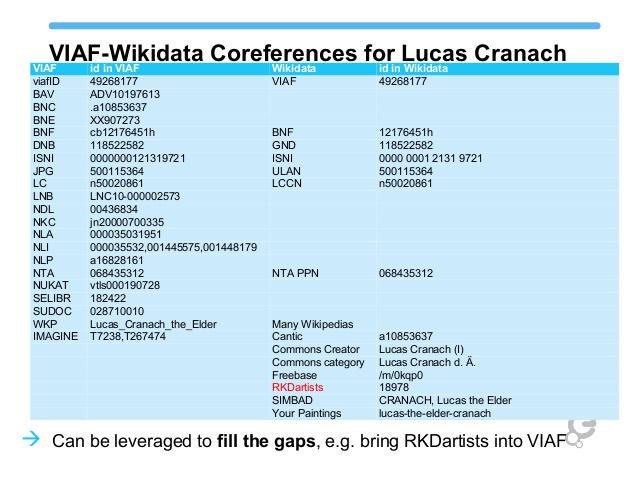 VIAF-Wikidata Coreferences for Lucas Cranach
VIAF id in VIAF Wikidata id in Wikidata
viafID 49268177 VIAF 49268177
BAV ADV10197613
BNC .a10853637
BNE XX907273
BNF cb12176451h BNF 12176451h
DNB 118522582 GND 118522582
ISNI 0000000121319721 ISNI 0000 0001 2131 9721
JPG 500115364 ULAN 500115364
LC n50020861 LCCN n50020861
LNB LNC10-000002573
NDL 00436834
NKC jn20000700335
NLA 000035031951
NLI 000035532,001445575,001448179
NLP a16828161
NTA 068435312 NTA PPN 068435312
NUKAT vtls000190728
SELIBR 182422
SUDOC 028710010
WKP Lucas_Cranach_the_Elder Many Wikipedias
IMAGINE T7238,T267474 Cantic a10853637
Commons Creator Lucas Cranach (I)
Commons category Lucas Cranach d. Ä.
Freebase /m/0kqp0
RKDartists 18978
SIMBAD CRANACH, Lucas the Elder
Your Paintings lucas-the-elder-cranach
→ Can be leveraged to fill the gaps, e.g. bring RKDartists into VIAF